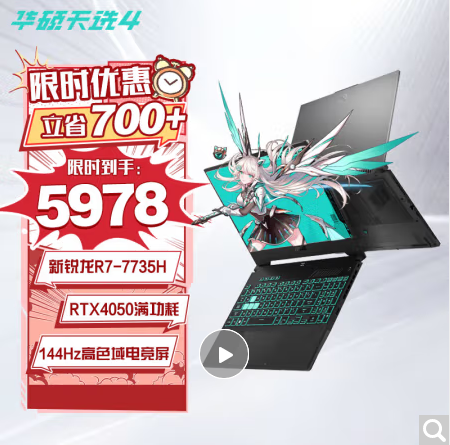 华硕天选4
限时优惠
立省700+
限时到手:
5978
新锐龙R7-7735H
RTX4050满功耗
144Hz高色域电竞屏